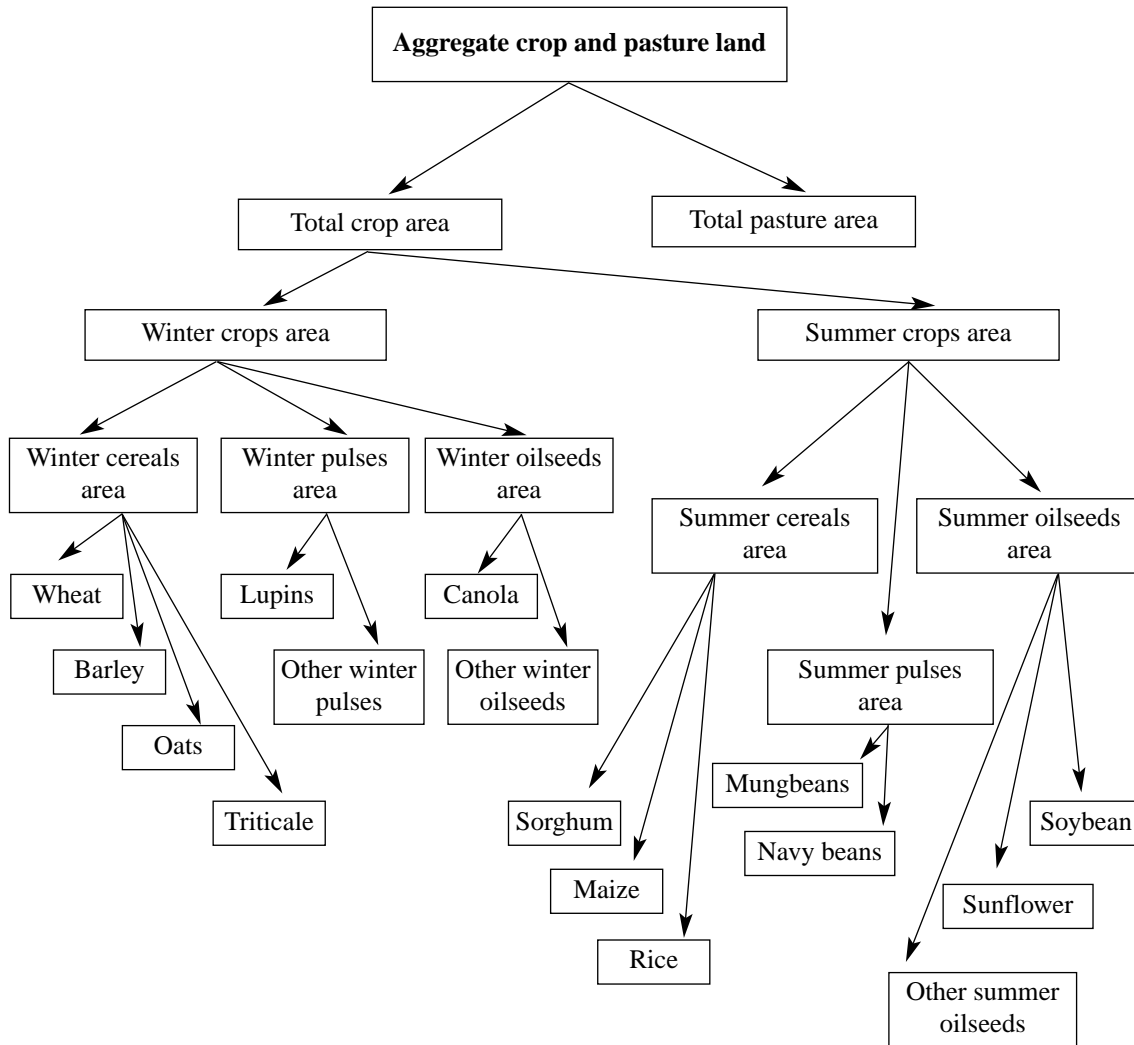 Aggregate crop and pasture land
Total crop area
Total pasture area
Winter crops area
Summer crops area
Winter cereals
area
Winter pulses
area
Winter oilseeds
area
Summer cereals
area
Summer oilseeds
area
Wheat
Lupins
Canola
Barley
Other winter
pulses
Other winter
oilseeds
Summer pulses
area
Oats
Mungbeans
Triticale
Sorghum
Soybean
Navy beans
Maize
Sunflower
Rice
Other summer
oilseeds